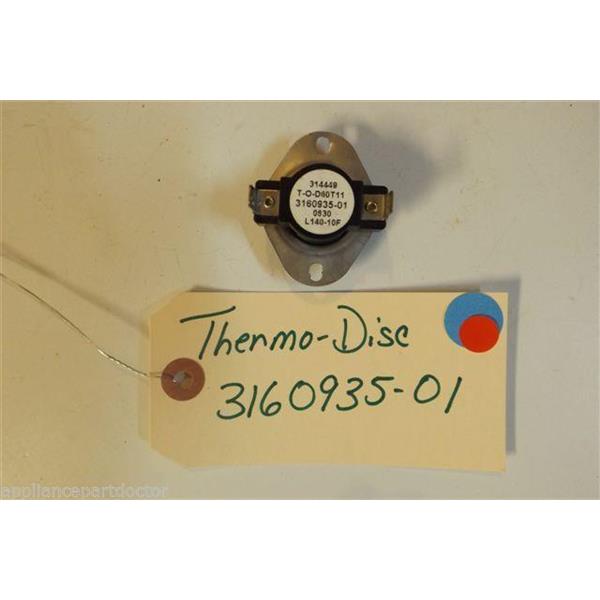 314449
T-O-D60T11
3160935-01
0530
L140-10F
Thermo-Disc
3160935-01
appliancepartdoctor